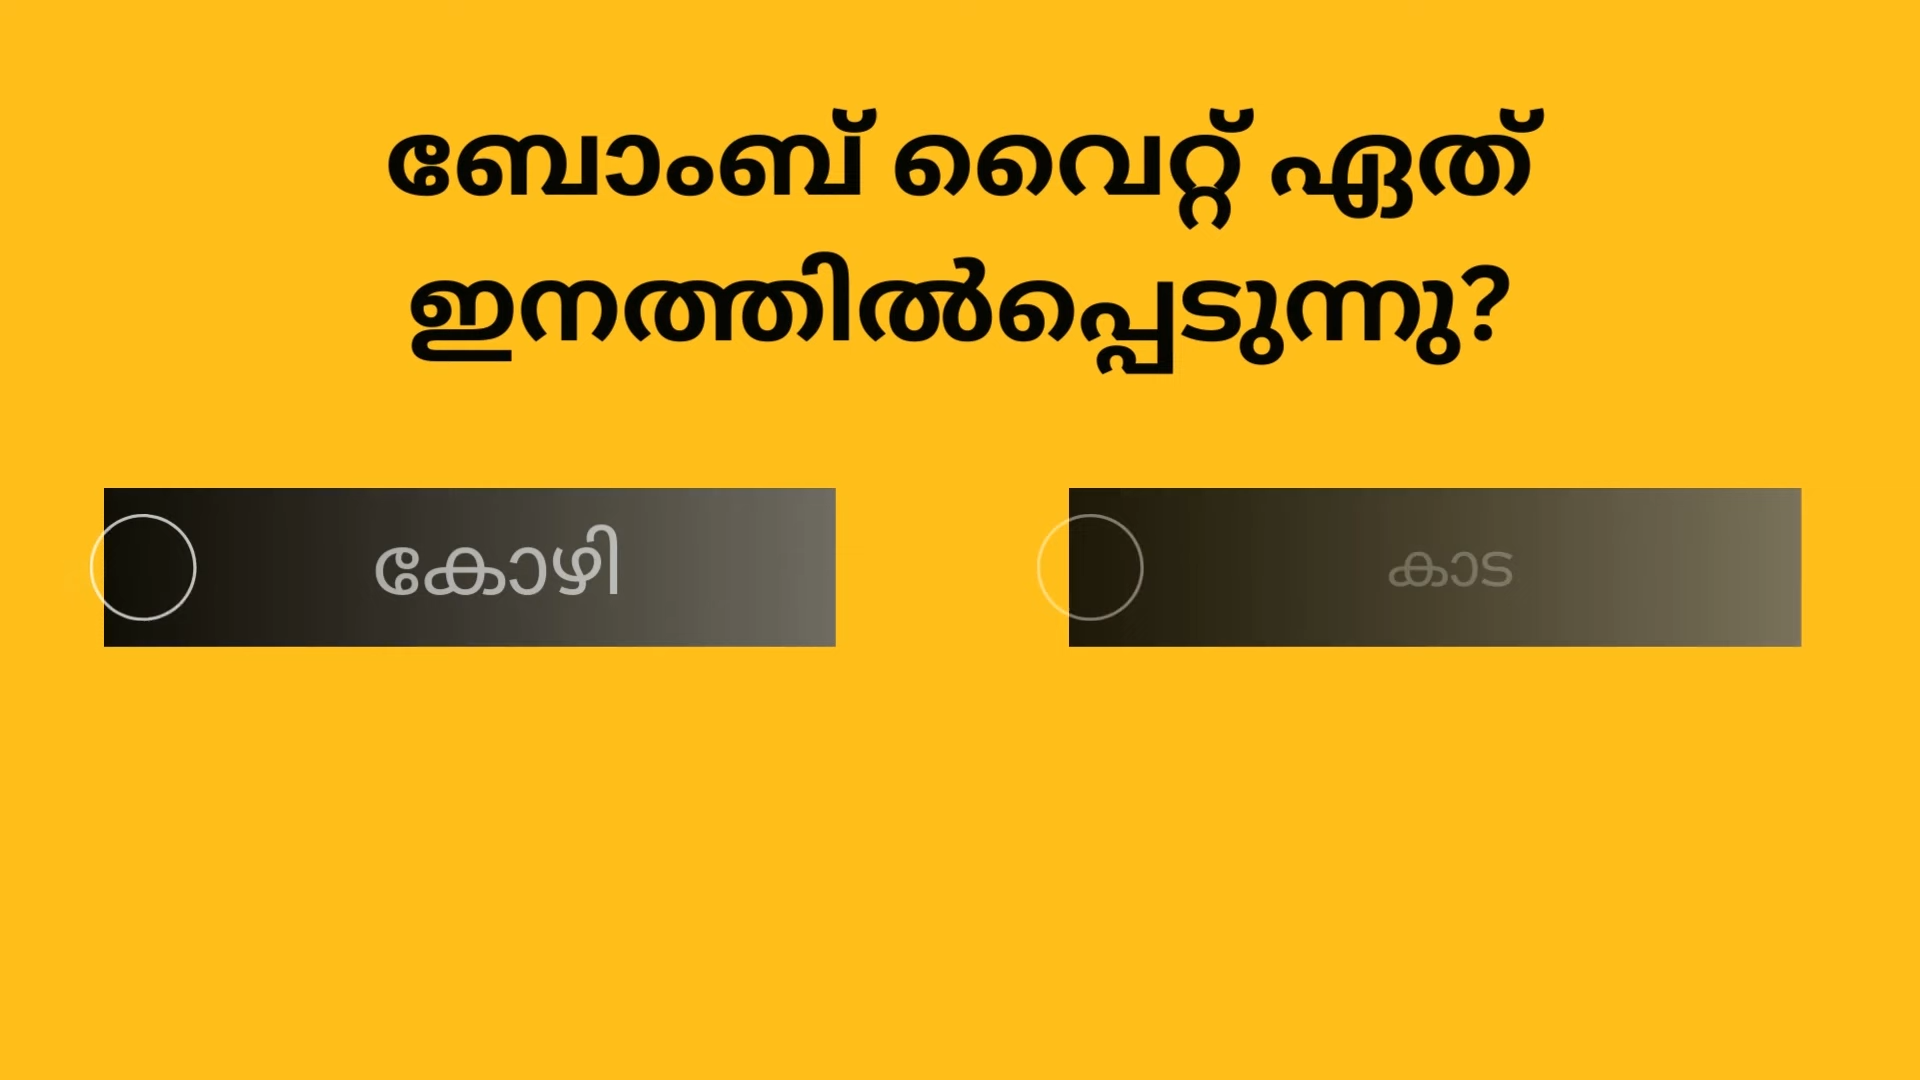 ബോംബ് വൈറ്റ് ഏത്
ഇനത്തിൽപ്പെടുന്നു?
കോഴി
കാട